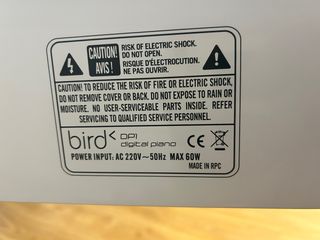 CAUTION!
AVIS!
RISK OF ELECTRIC SHOCK.
DO NOT OPEN.
RISQUE D'ÉLECTROCUTION.
NE PAS OUVRIR.
CAUTION! TO REDUCE THE RISK OF FIRE OR ELECTRIC SHOCK,
DO NOT REMOVE COVER OR BACK. DO NOT EXPOSE TO RAIN OR
MOISTURE. NO USER-SERVICEABLE PARTS INSIDE. REFER
SERVICING TO QUALIFIED SERVICE PERSONNEL.
bird DP1
digital piano
CE
POWER INPUT: AC 220V~50Hz MAX 60W
MADE IN RPC